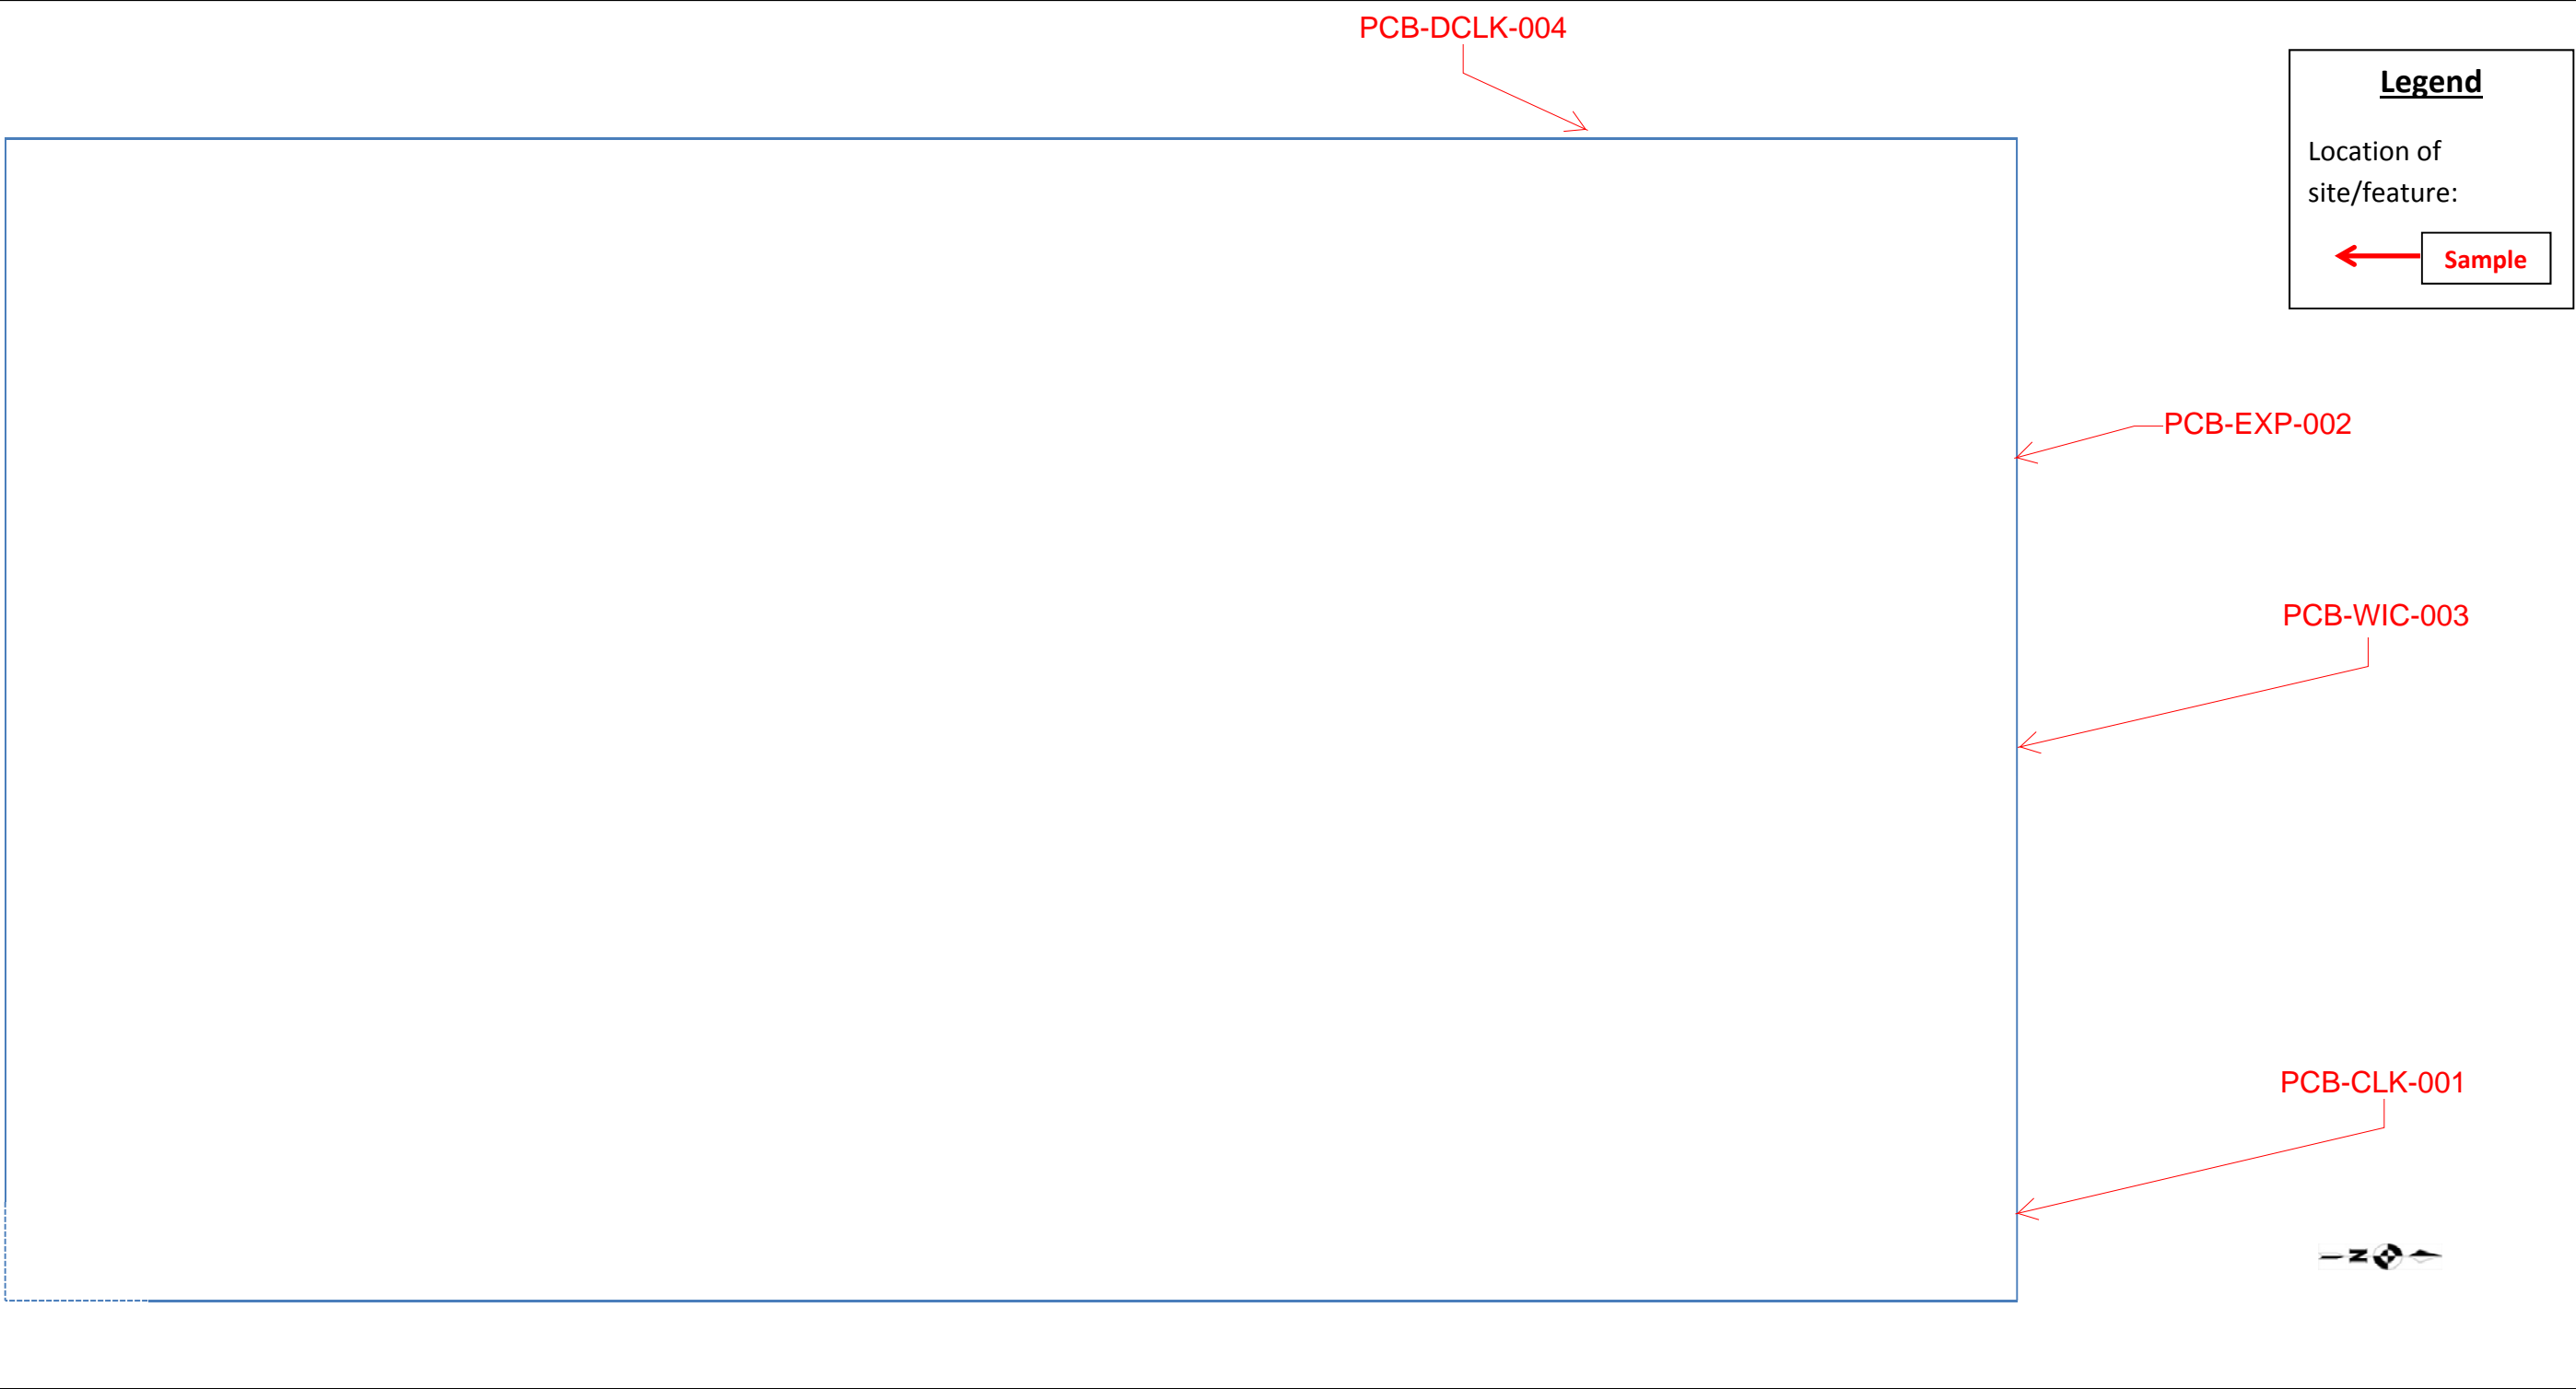 PCB-DCLK-004
Legend
Location of
site/feature:
Sample
PCB-EXP-002
PCB-WIC-003
PCB-CLK-001
N